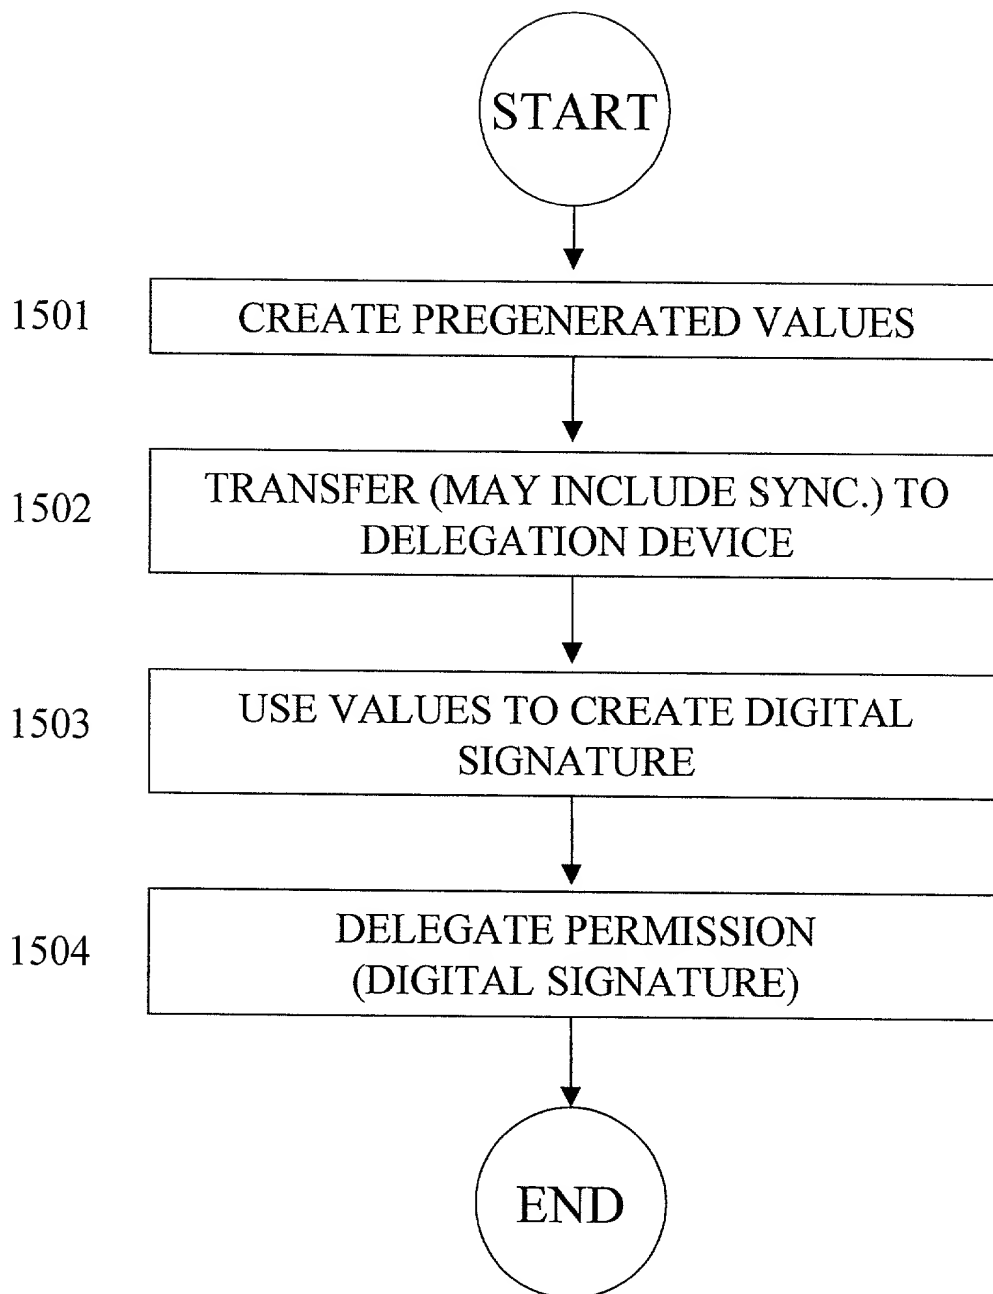 START
1501
CREATE PREGENERATED VALUES
1502
TRANSFER (MAY INCLUDE SYNC.) TO
DELEGATION DEVICE
1503
USE VALUES TO CREATE DIGITAL
SIGNATURE
1504
DELEGATE PERMISSION
(DIGITAL SIGNATURE)
END